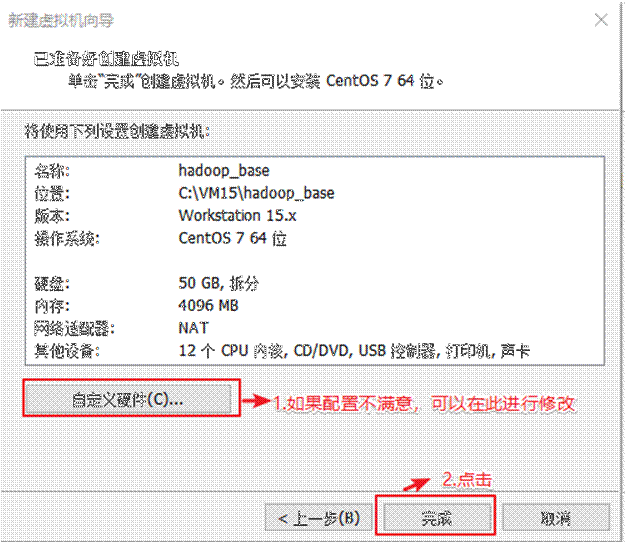 新建虚拟机向导
已准备好创建虚拟机
单击“完成”创建虚拟机。然后可以安装 CentOS 7 64 位。
将使用下列设置创建虚拟机:
名称: hadoop_base
位置: C:\VM15\hadoop_base
版本: Workstation 15.x
操作系统: CentOS 7 64 位
硬盘: 50 GB, 拆分
内存: 4096 MB
网络适配器: NAT
其他设备: 12 个 CPU 内核, CD/DVD, USB 控制器, 打印机, 声卡
自定义硬件(C)...
1.如果配置不满意，可以在此进行修改
2.点击
< 上一步(B) 完成 取消